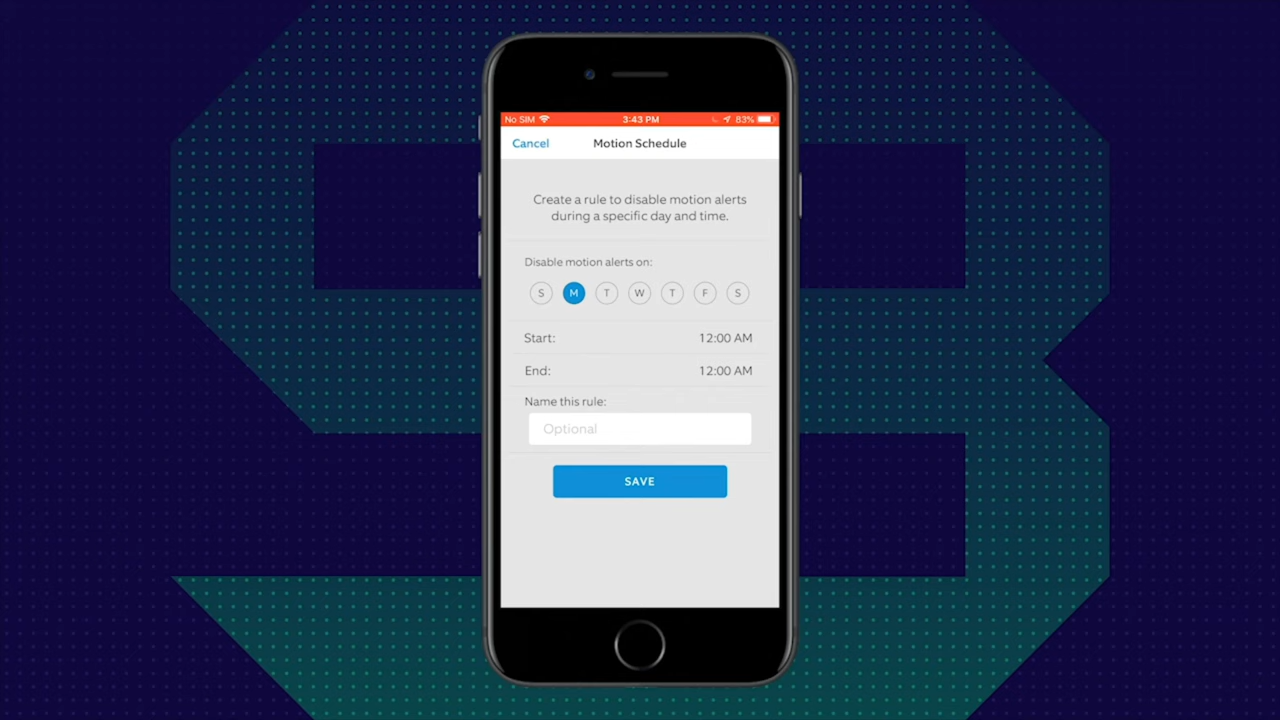 No SIM 3:43 PM 83%
Cancel Motion Schedule
Create a rule to disable motion alerts
during a specific day and time.
Disable motion alerts on:
S M T W T F S
Start: 12:00 AM
End: 12:00 AM
Name this rule:
Optional
SAVE